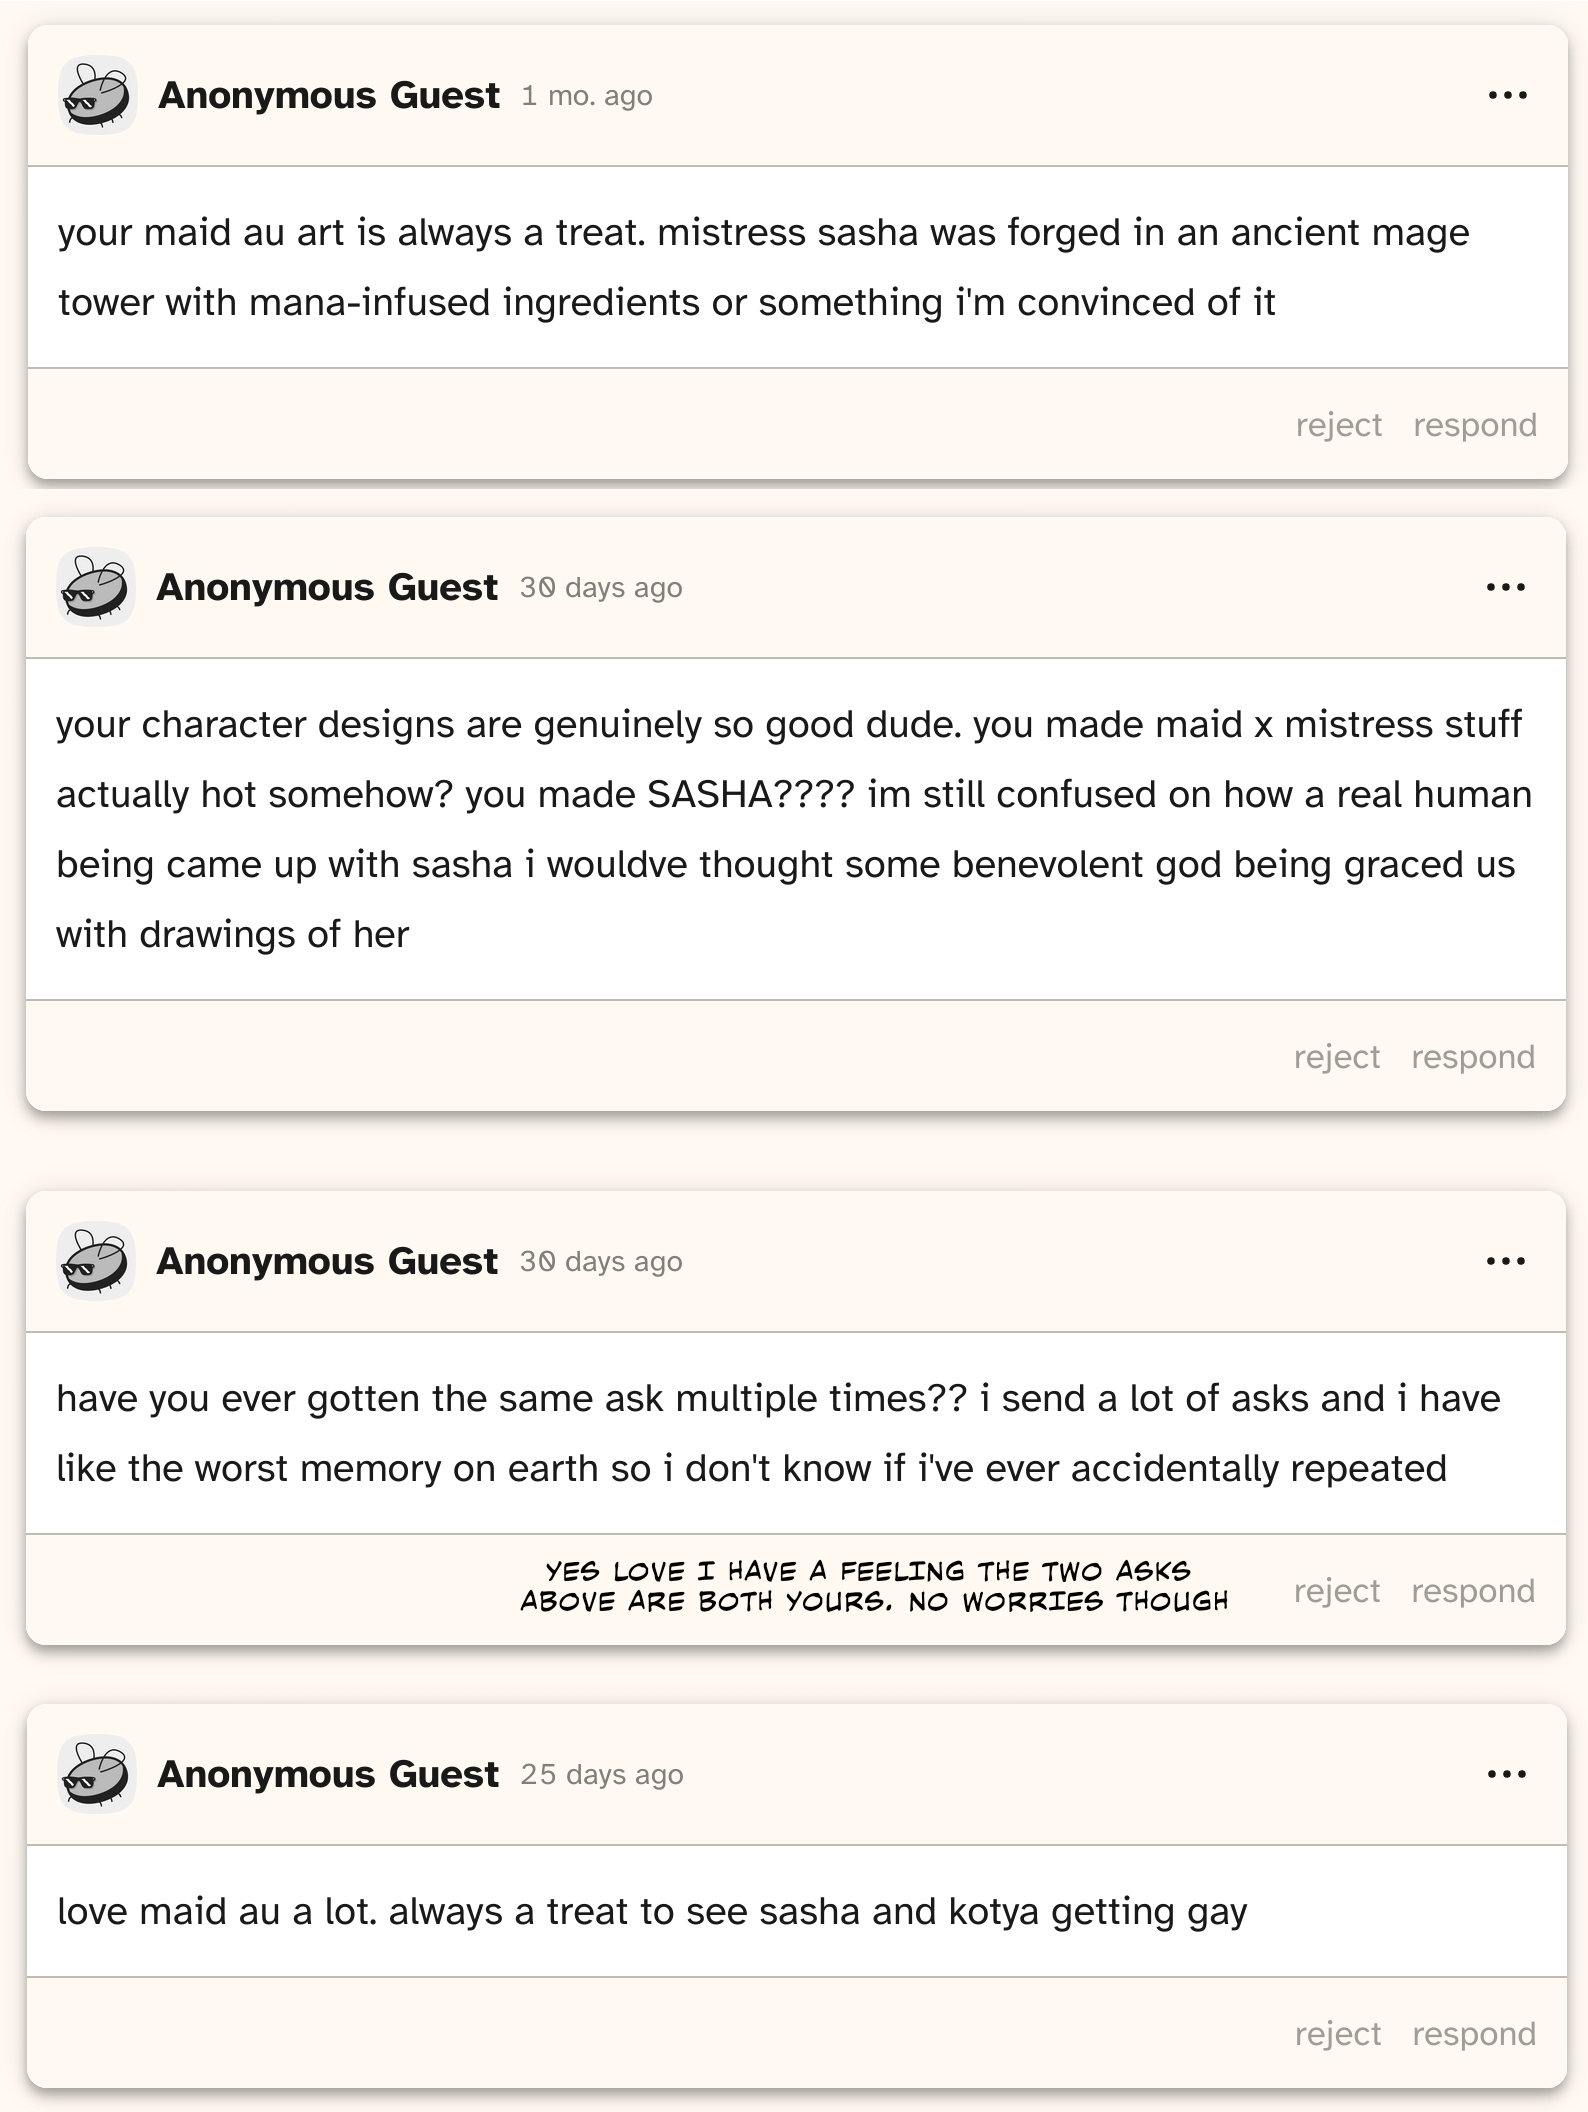 Anonymous Guest 1 mo. ago
your maid au art is always a treat. mistress sasha was forged in an ancient mage
tower with mana-infused ingredients or something i'm convinced of it
reject respond
Anonymous Guest 30 days ago
your character designs are genuinely so good dude. you made maid x mistress stuff
actually hot somehow? you made SASHA???? im still confused on how a real human
being came up with sasha i wouldve thought some benevolent god being graced us
with drawings of her
reject respond
Anonymous Guest 30 days ago
have you ever gotten the same ask multiple times?? i send a lot of asks and i have
like the worst memory on earth so i don't know if i've ever accidentally repeated
YES LOVE I HAVE A FEELING THE TWO ASKS
ABOVE ARE BOTH YOURS. NO WORRIES THOUGH
reject respond
Anonymous Guest 25 days ago
love maid au a lot. always a treat to see sasha and kotya getting gay
reject respond